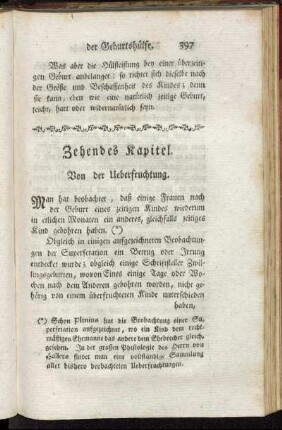 der Geburtshülfe. 397
Was aber die Hülfleistung bey einer überzeiti-
gen Geburt anbelanget: so richtet sich dieselbe nach
der Größe und Beschaffenheit des Kindes; denn
sie kann, eben wie eine natürlich zeitige Geburt,
leicht, hart oder widernatürlich seyn.
Zehendes Kapitel.
Von der Ueberfruchtung.
Man hat beobachtet, daß einige Frauen nach
der Geburt eines zeitigen Kindes wiederum
in etlichen Monaten ein anderes, gleichfalls zeitiges
Kind gebohren haben. (*)
Obgleich in einigen aufgezeichneten Beobachtun-
gen der Superfetation ein Betrug oder Irrung
entdecket wurde; obgleich einige Schriftsteller Zwil-
lingsgeburten, wovon Eines einige Tage oder Wo-
chen nach dem Anderen gebohren worden, nicht ge-
hörig von einem überfruchteten Kinde unterschieden
haben,
(*) Schon Plinius hat die Beobachtung einer Su-
perfetation aufgezeichnet, wo ein Kind dem recht-
mäßigen Ehemanne das andere dem Ehebrecher gleich-
gesehen. In der großen Phisiologie des Herrn von
Hallers findet man eine vollständige Sammlung
aller bishero beobachteten Ueberfruchtungen.